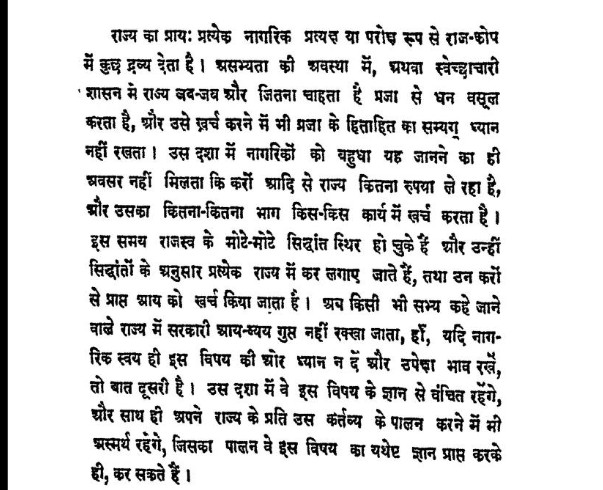 राज्य का प्रायः प्रत्येक नागरिक प्रत्यक्ष या परोक्ष रूप से राज-कोष
में कुछ द्रव्य देता है। असभ्यता की अवस्था में, अथवा स्वेच्छाचारी
शासन में राज्य जब-जब और जितना चाहता है प्रजा से धन वसूल
करता है, और उसे ख़र्च करने में भी प्रजा के हिताहित का सम्यग् ध्यान
नहीं रखता। उस दशा में नागरिकों को बहुधा यह जानने का ही
अवसर नहीं मिलता कि करों आदि से राज्य कितना रुपया ले रहा है,
और उसका कितना-कितना भाग किस-किस कार्य में ख़र्च करता है।
इस समय राजस्व के मोटे-मोटे सिद्धांत स्थिर हो चुके हैं और उन्हीं
सिद्धांतों के अनुसार प्रत्येक राज्य में कर लगाए जाते हैं, तथा उन करों
से प्राप्त आय को ख़र्च किया जाता है। अब किसी भी सभ्य कहे जाने
वाले राज्य में सरकारी आय-व्यय गुप्त नहीं रक्खा जाता, हाँ, यदि नाग-
रिक स्वय ही इस विषय की ओर ध्यान न दें और उपेक्षा भाव रखें,
तो बात दूसरी है। उस दशा में वे इस विषय के ज्ञान से वंचित रहेंगे,
और साथ ही अपने राज्य के प्रति उस कर्तव्य के पालन करने में भी
अस्मर्थ रहेंगे, जिसका पालन वे इस विषय का यथेष्ट ज्ञान प्राप्त करके
ही, कर सकते हैं।